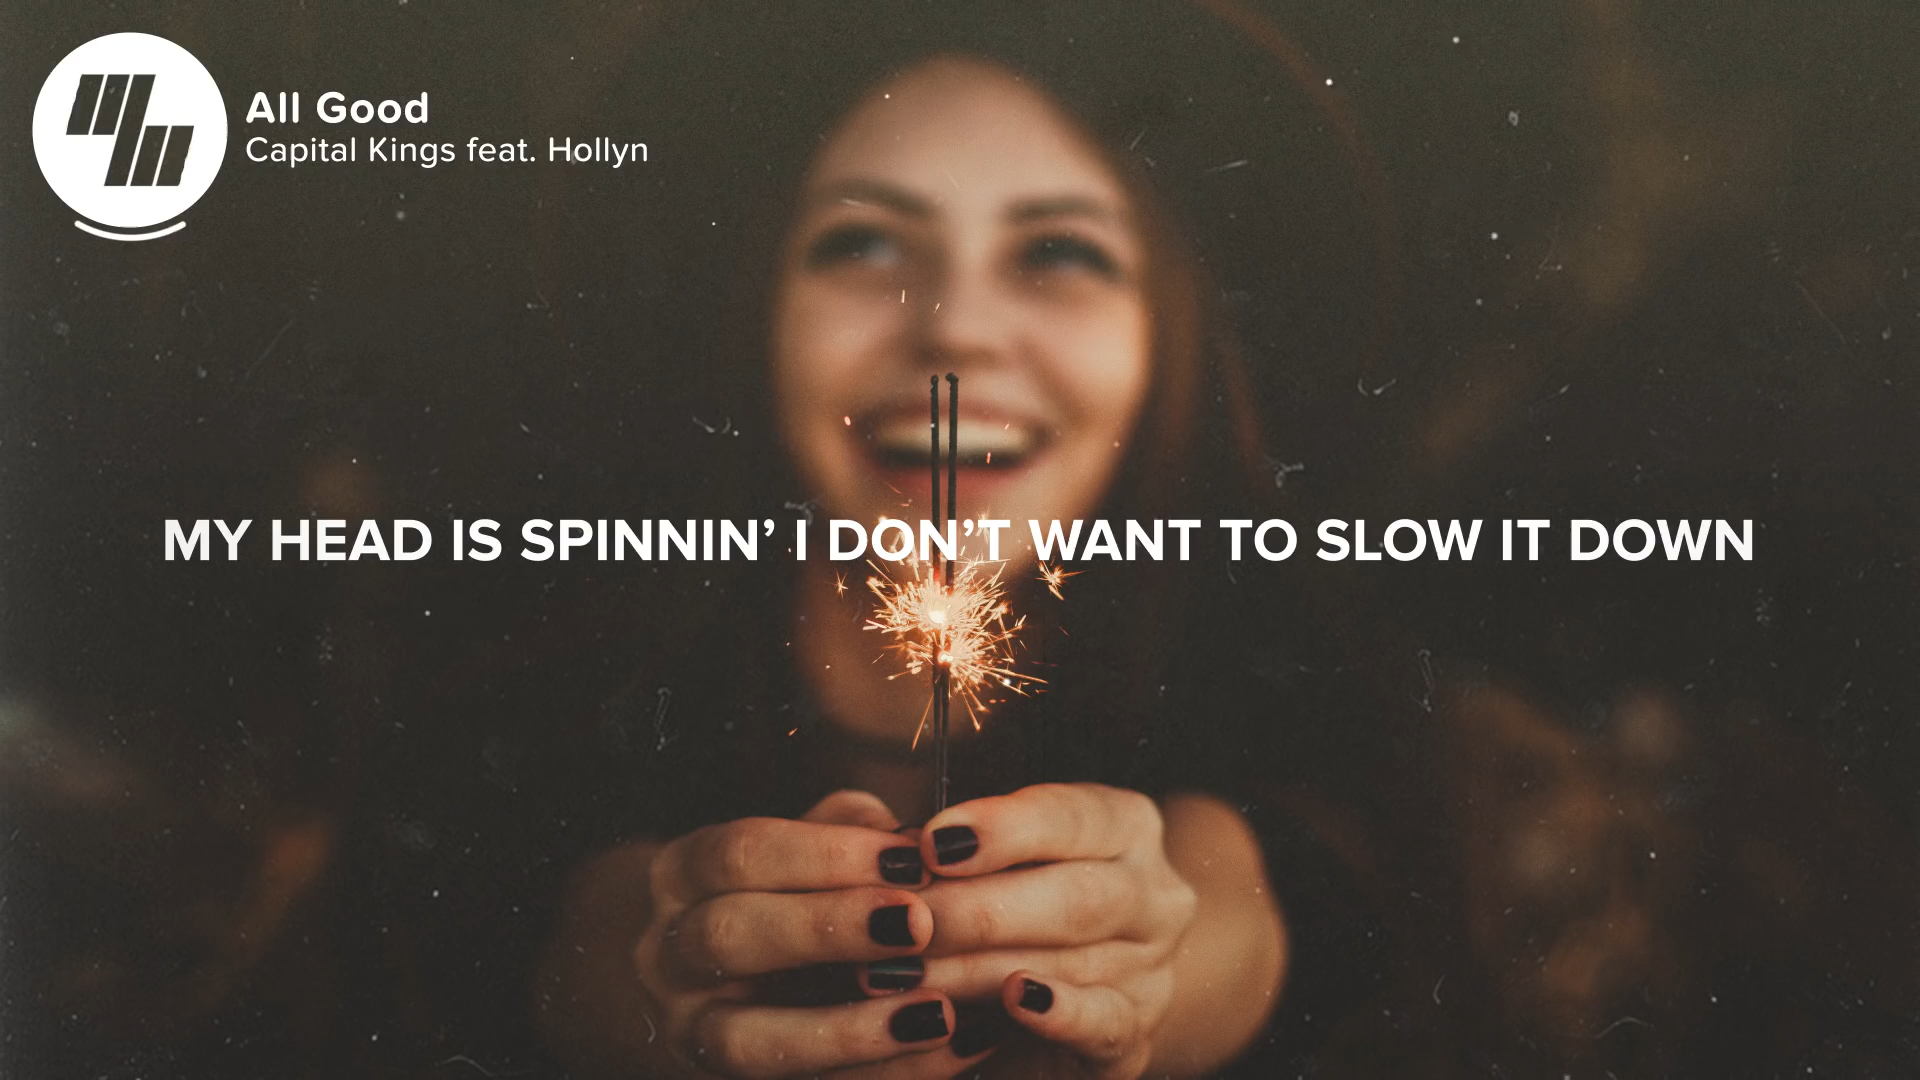 All Good
Capital Kings feat. Hollyn
MY HEAD IS SPINNIN’ I DON’T WANT TO SLOW IT DOWN